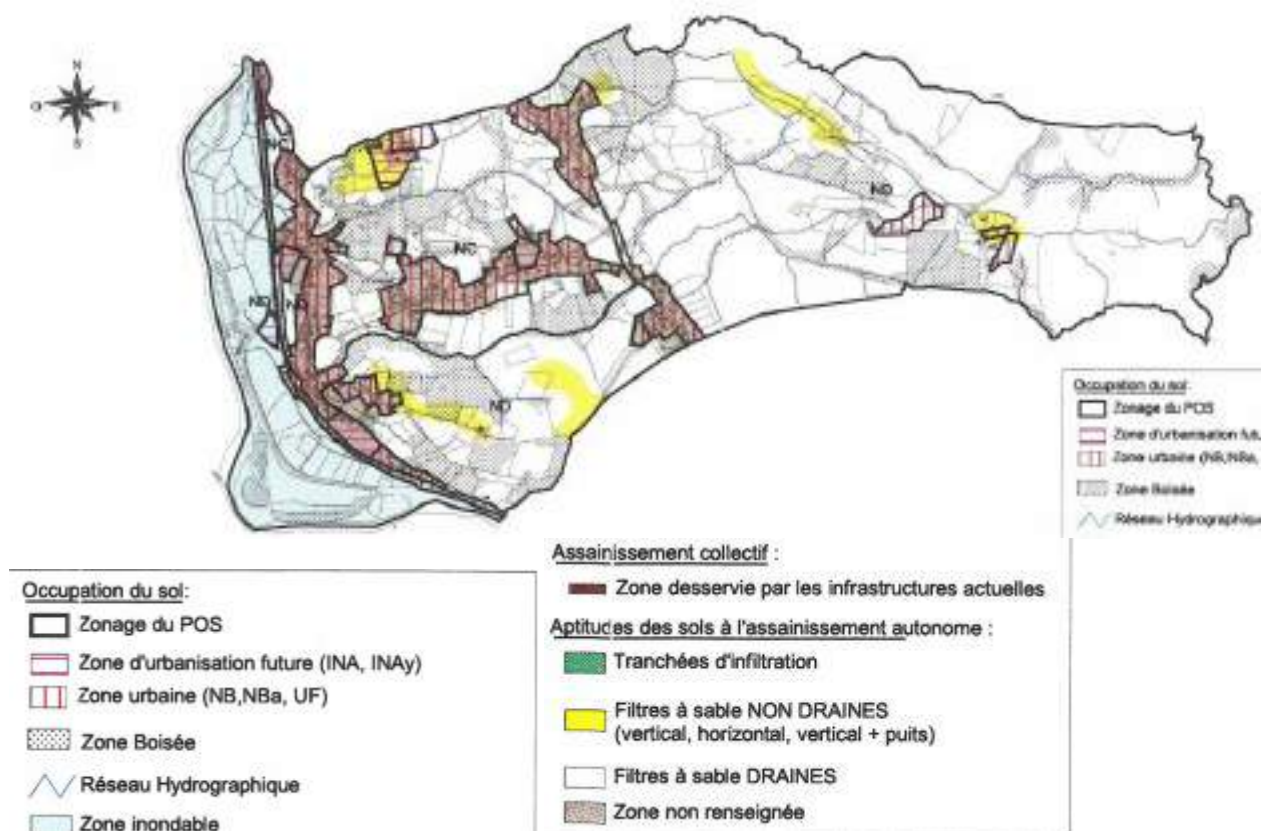 N
O
E
S
NC
NC
ND
ND
ND
Occupation du sol:
Zonage du POS
Zone d'urbanisation futu
Zone urbaine (NB,NBa,
Zone Boisée
Réseau Hydrographique
Occupation du sol:
Zonage du POS
Zone d'urbanisation future (INA, INAy)
Zone urbaine (NB,NBa, UF)
Zone Boisée
Réseau Hydrographique
Zone inondable
Assainissement collectif :
Zone desservie par les infrastructures actuelles
Aptitudes des sols à l'assainissement autonome :
Tranchées d'infiltration
Filtres à sable NON DRAINES
(vertical, horizontal, vertical + puits)
Filtres à sable DRAINES
Zone non renseignée